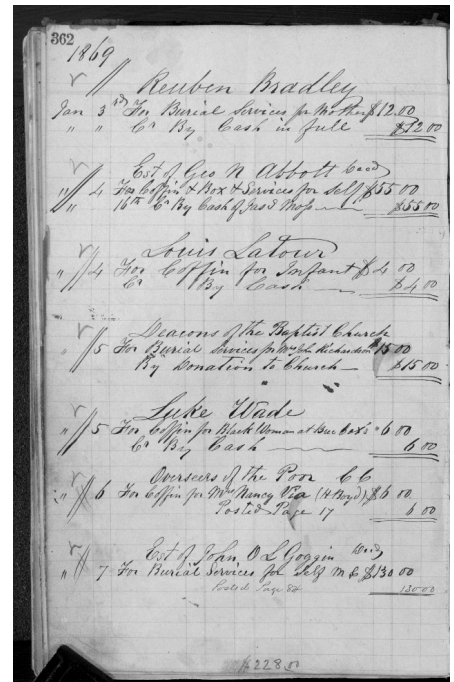 362
1869
Reuben Bradley
Jan 3rd For Burial Services for Mother $12.00
" " Cr By Cash in full $12 00
Est of Geo N Abbott Decd
" 4 For Coffin & Box & Services for Self $55 00
" 16th Cr By Cash of Jas S Moss $55 00
Louis Latour
" 4 For Coffin for Infant $4 00
Cr By Cash $4 00
Deacons of the Baptist Church
" 5 For Burial Services for Mrs John Richardson $15 00
By Donation to Church $15 00
Luke Wade
" 5 For Coffin for Black Woman at 6 00
Cr By Cash 6 00
Overseers of the Poor C C
" 6 For Coffin for Mrs Nancy Via (H Boyd) $6 00
Posted Page 17 6 00
Est of John O L Goggin Decd
" 7 For Burial Services for Self M C $130 00
Posted Page 84 130 00
$228.00